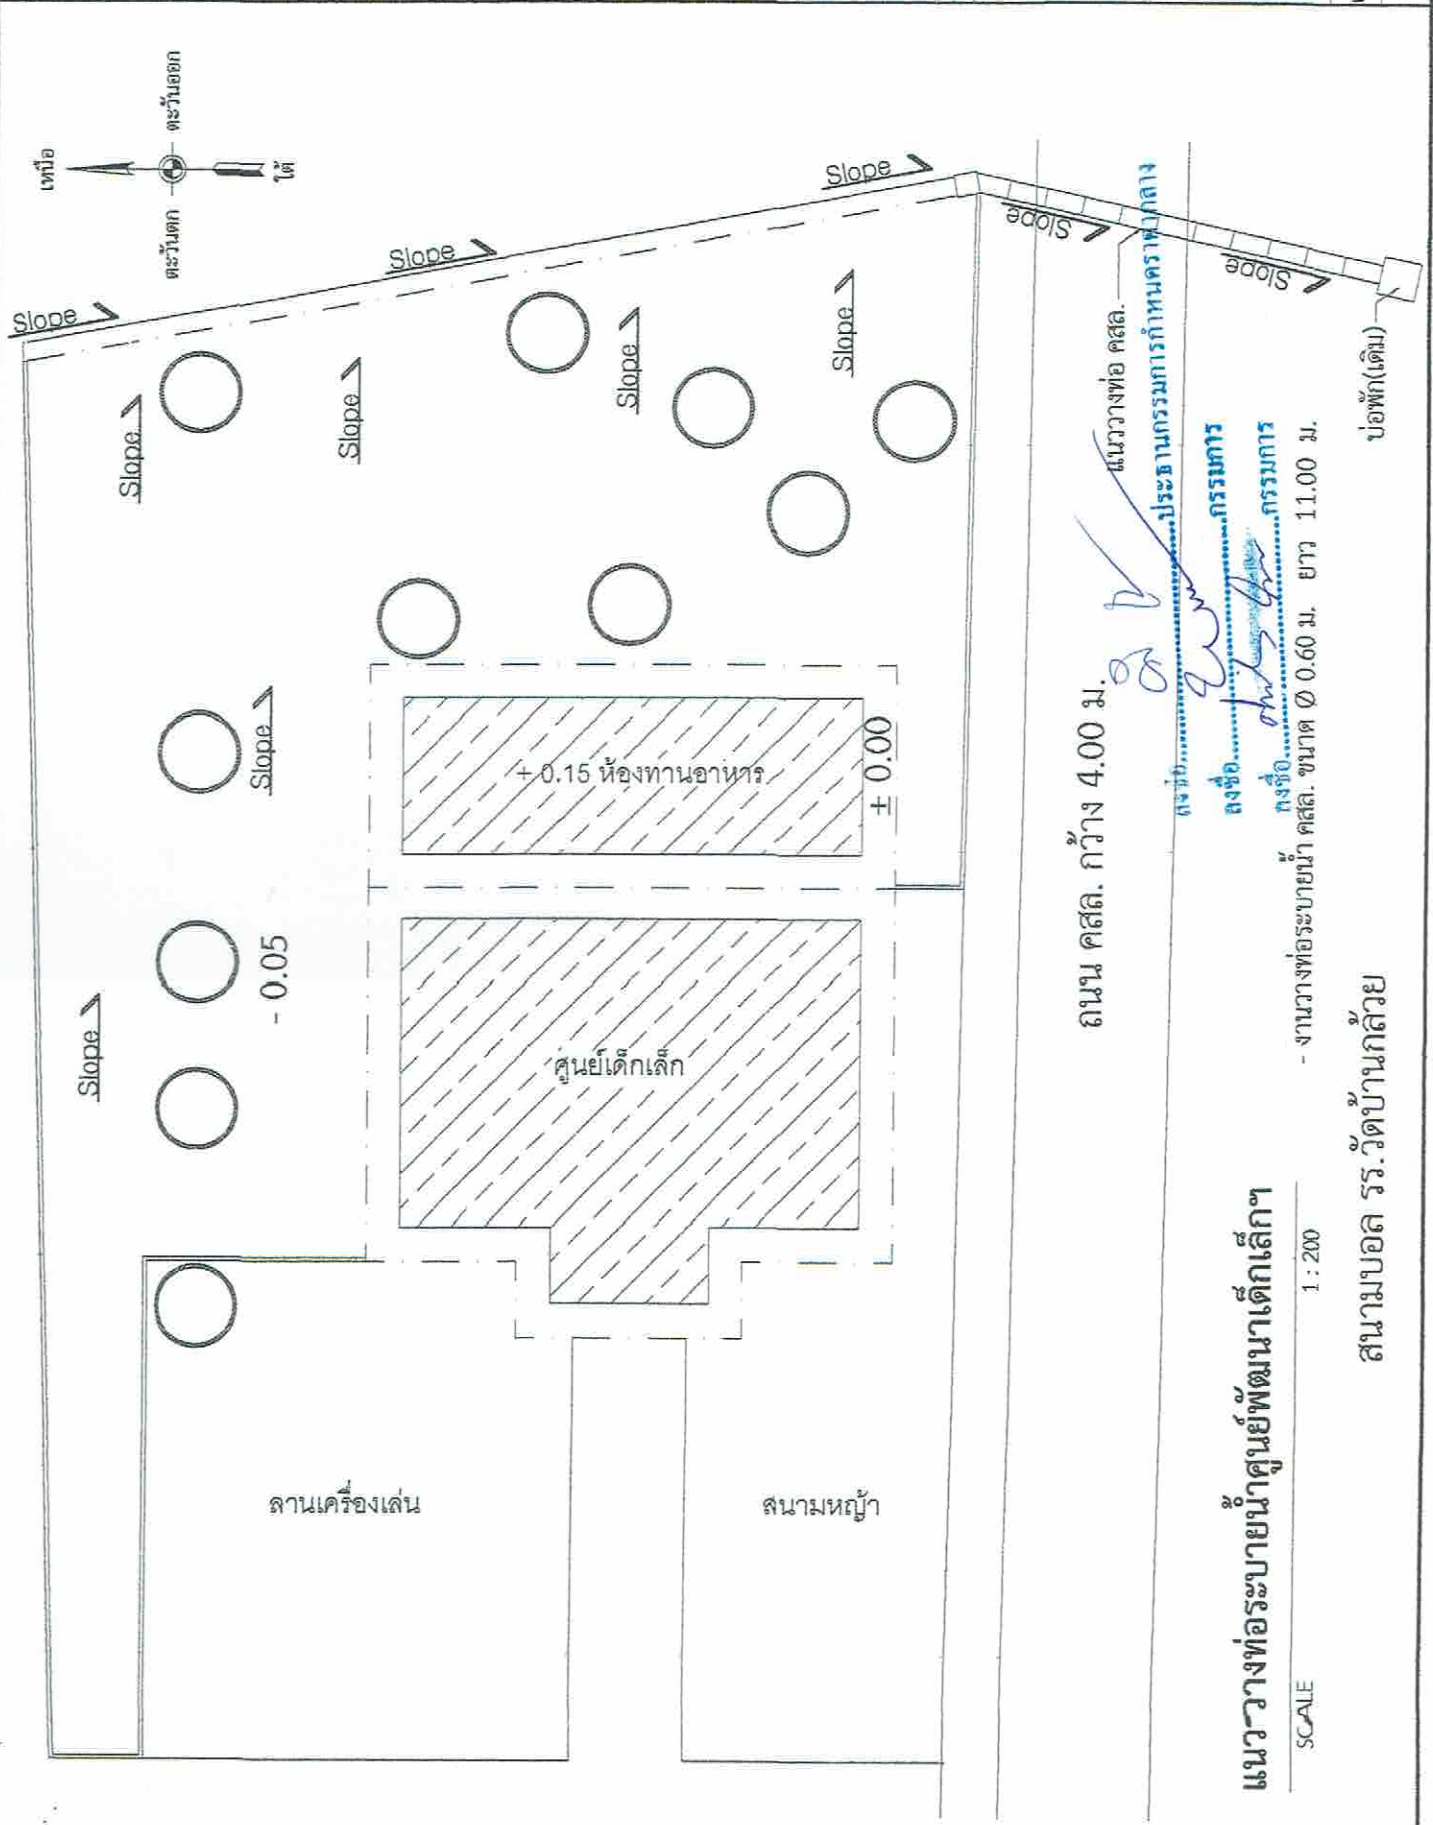 เหนือ
ตะวันตก
ตะวันออก
ใต้
Slope
Slope
Slope
Slope
Slope
Slope
Slope
Slope
Slope
Slope
Slope
- 0.05
+ 0.15 ห้องทานอาหาร
± 0.00
ศูนย์เด็กเล็ก
ลานเครื่องเล่น
สนามหญ้า
ถนน คสล. กว้าง 4.00 ม.
แนววางท่อ คสล.
ลงชื่อ....................ประธานกรรมการกำหนดราคากลาง
ลงชื่อ....................กรรมการ
ลงชื่อ....................กรรมการ
- งานวางท่อระบายน้ำ คสล. ขนาด Ø 0.60 ม. ยาว 11.00 ม.
บ่อพัก(เดิม)
แนววางท่อระบายน้ำศูนย์พัฒนาเด็กเล็กฯ
SCALE 1 : 200
สนามบอล รร.วัดบ้านกล้วย